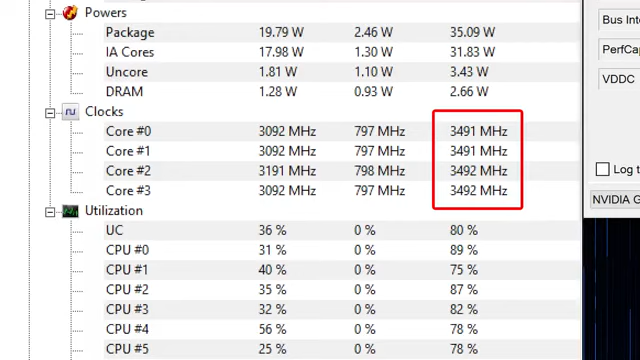 Powers
Package 19.79 W 2.46 W 35.09 W
IA Cores 17.98 W 1.30 W 31.83 W
Uncore 1.81 W 1.10 W 3.43 W
DRAM 1.28 W 0.93 W 2.66 W
Clocks
Core #0 3092 MHz 797 MHz 3491 MHz
Core #1 3092 MHz 797 MHz 3491 MHz
Core #2 3191 MHz 798 MHz 3492 MHz
Core #3 3092 MHz 797 MHz 3492 MHz
Utilization
UC 36 % 0 % 80 %
CPU #0 31 % 0 % 89 %
CPU #1 40 % 0 % 75 %
CPU #2 35 % 0 % 87 %
CPU #3 32 % 0 % 82 %
CPU #4 56 % 0 % 78 %
CPU #5 25 % 0 % 78 %
Bus Inte
PerfCap
VDDC
Log t
NVIDIA G